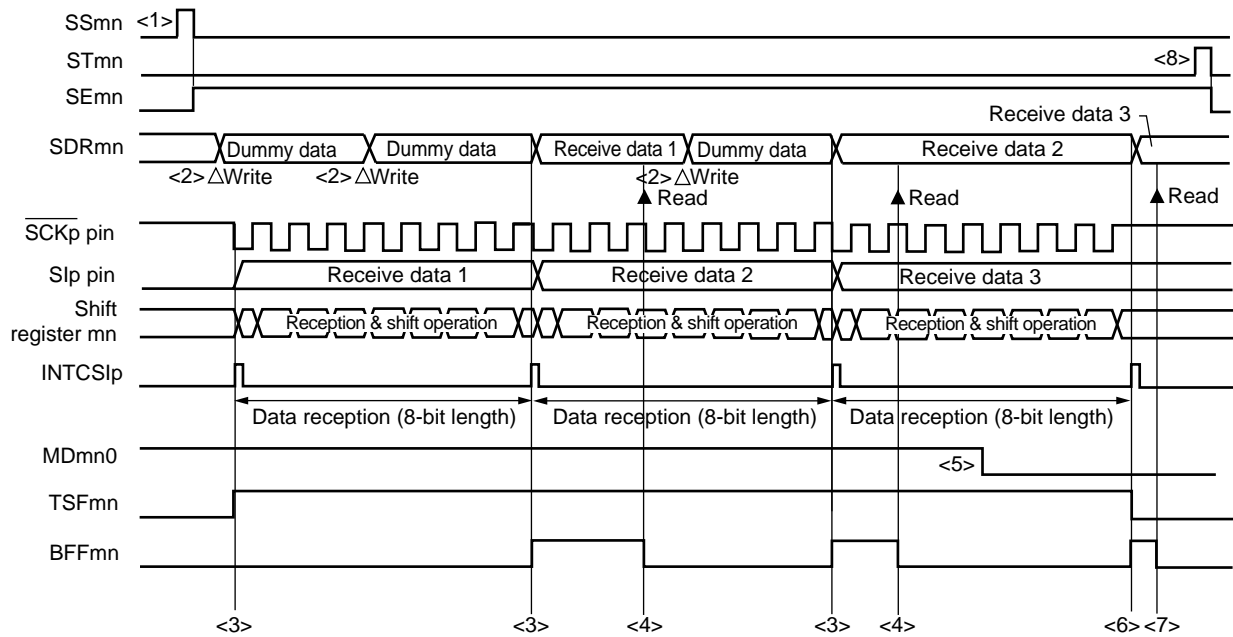 SSmn <1>
STmn <8>
SEmn
Receive data 3
SDRmn Dummy data Dummy data Receive data 1 Dummy data Receive data 2
<2> △Write <2> △Write <2> △Write
▲ Read ▲ Read ▲ Read
SCKp pin
SIp pin Receive data 1 Receive data 2 Receive data 3
Shift
register mn Reception & shift operation Reception & shift operation Reception & shift operation
INTCSIp
Data reception (8-bit length) Data reception (8-bit length) Data reception (8-bit length)
MDmn0 <5>
TSFmn
BFFmn
<3> <3> <4> <3> <4> <6> <7>